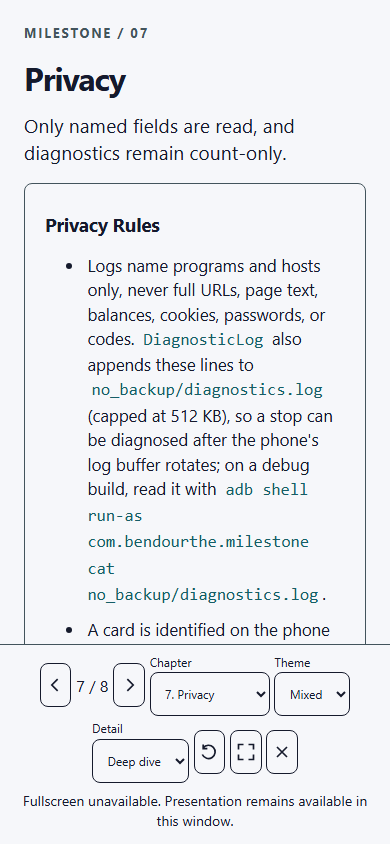 MILESTONE / 07
Privacy
Only named fields are read, and
diagnostics remain count-only.
Privacy Rules
• Logs name programs and hosts
only, never full URLs, page text,
balances, cookies, passwords, or
codes. DiagnosticLog also
appends these lines to
no_backup/diagnostics.log
(capped at 512 KB), so a stop can
be diagnosed after the phone's
log buffer rotates; on a debug
build, read it with adb shell
run-as
com.bendourthe.milestone
cat
no_backup/diagnostics.log.
• A card is identified on the phone
7 / 8
Chapter
7. Privacy
Theme
Mixed
Detail
Deep dive
Fullscreen unavailable. Presentation remains available in
this window.